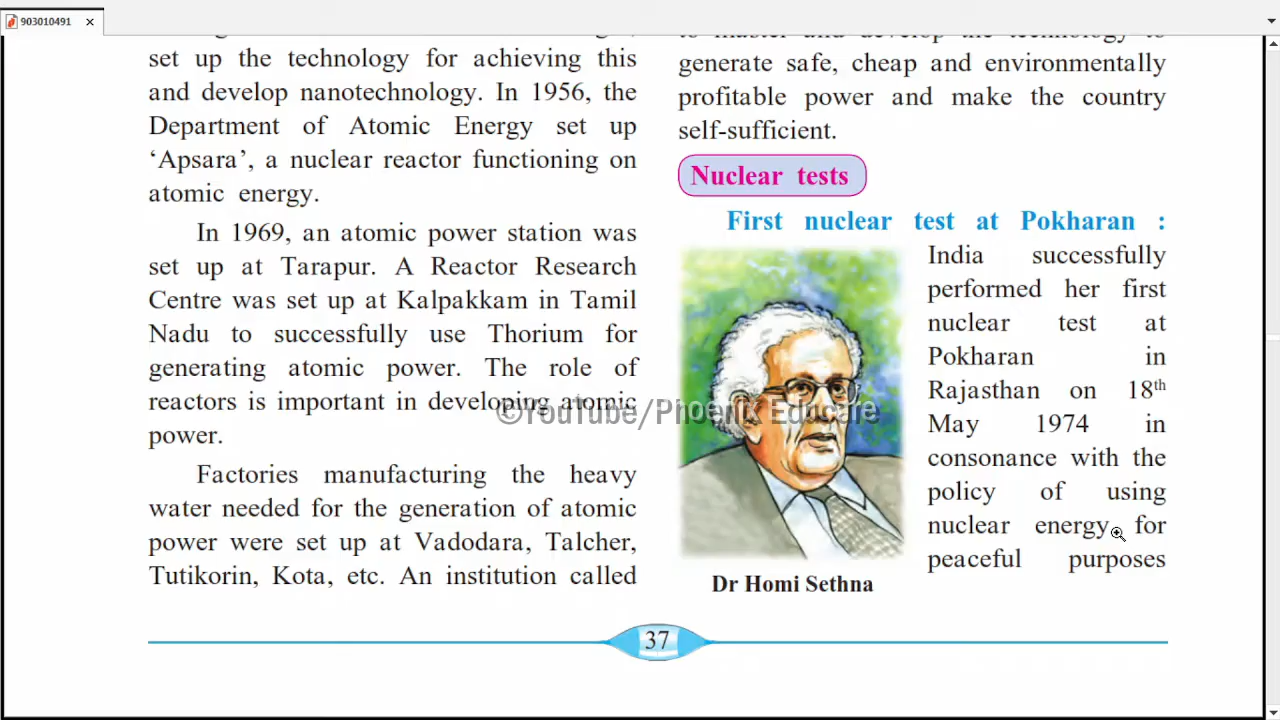 903010491
set up the technology for achieving this
and develop nanotechnology. In 1956, the
Department of Atomic Energy set up
‘Apsara’, a nuclear reactor functioning on
atomic energy.
In 1969, an atomic power station was
set up at Tarapur. A Reactor Research
Centre was set up at Kalpakkam in Tamil
Nadu to successfully use Thorium for
generating atomic power. The role of
reactors is important in developing atomic
power.
Factories manufacturing the heavy
water needed for the generation of atomic
power were set up at Vadodara, Talcher,
Tutikorin, Kota, etc. An institution called
to master and develop the technology to
generate safe, cheap and environmentally
profitable power and make the country
self-sufficient.
Nuclear tests
First nuclear test at Pokharan :
India successfully
performed her first
nuclear test at
Pokharan in
Rajasthan on 18th
May 1974 in
consonance with the
policy of using
nuclear energy for
peaceful purposes
Dr Homi Sethna
©YouTube/Phoenix Educare
37